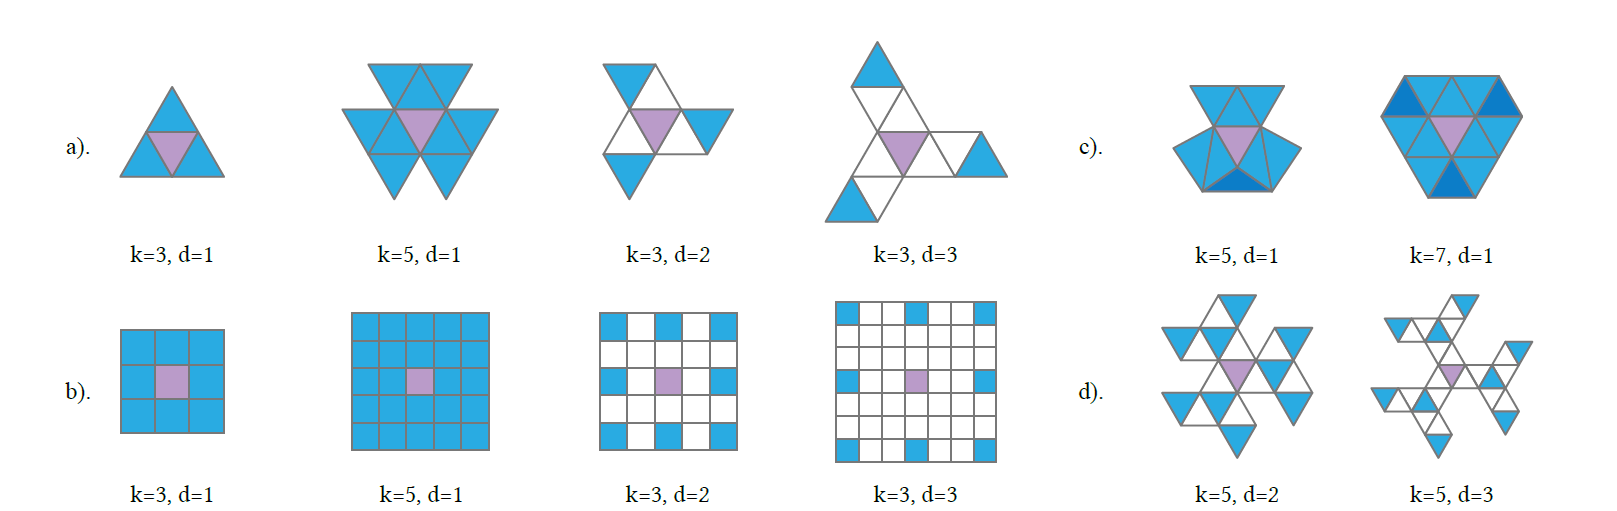 a).
k=3, d=1
k=5, d=1
k=3, d=2
k=3, d=3
c).
k=5, d=1
k=7, d=1
b).
k=3, d=1
k=5, d=1
k=3, d=2
k=3, d=3
d).
k=5, d=2
k=5, d=3